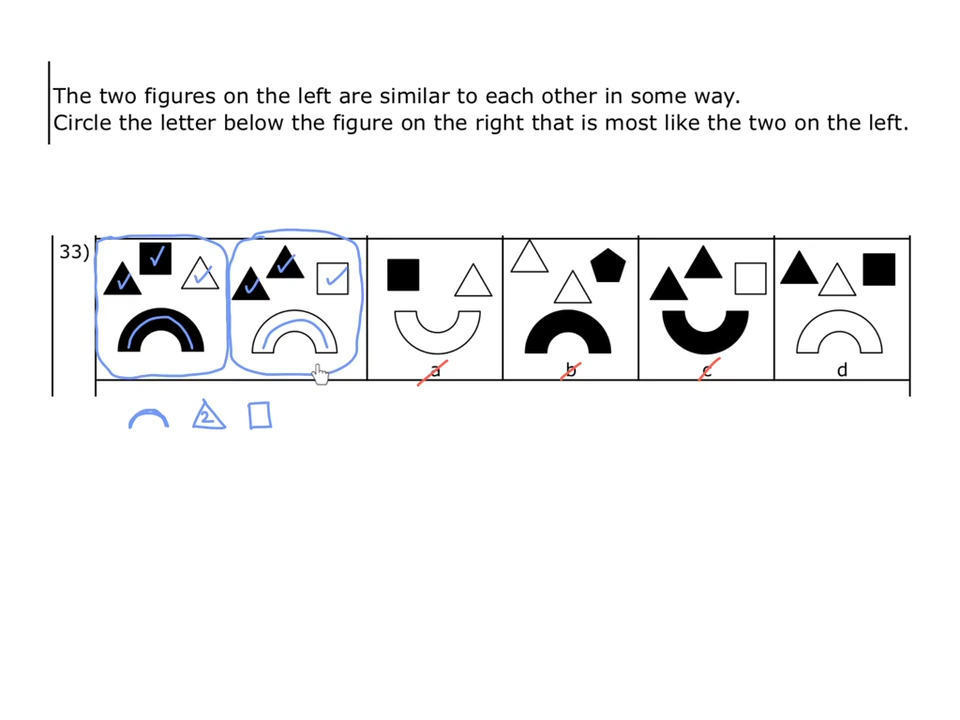 The two figures on the left are similar to each other in some way.
Circle the letter below the figure on the right that is most like the two on the left.
33)
a b c d
2